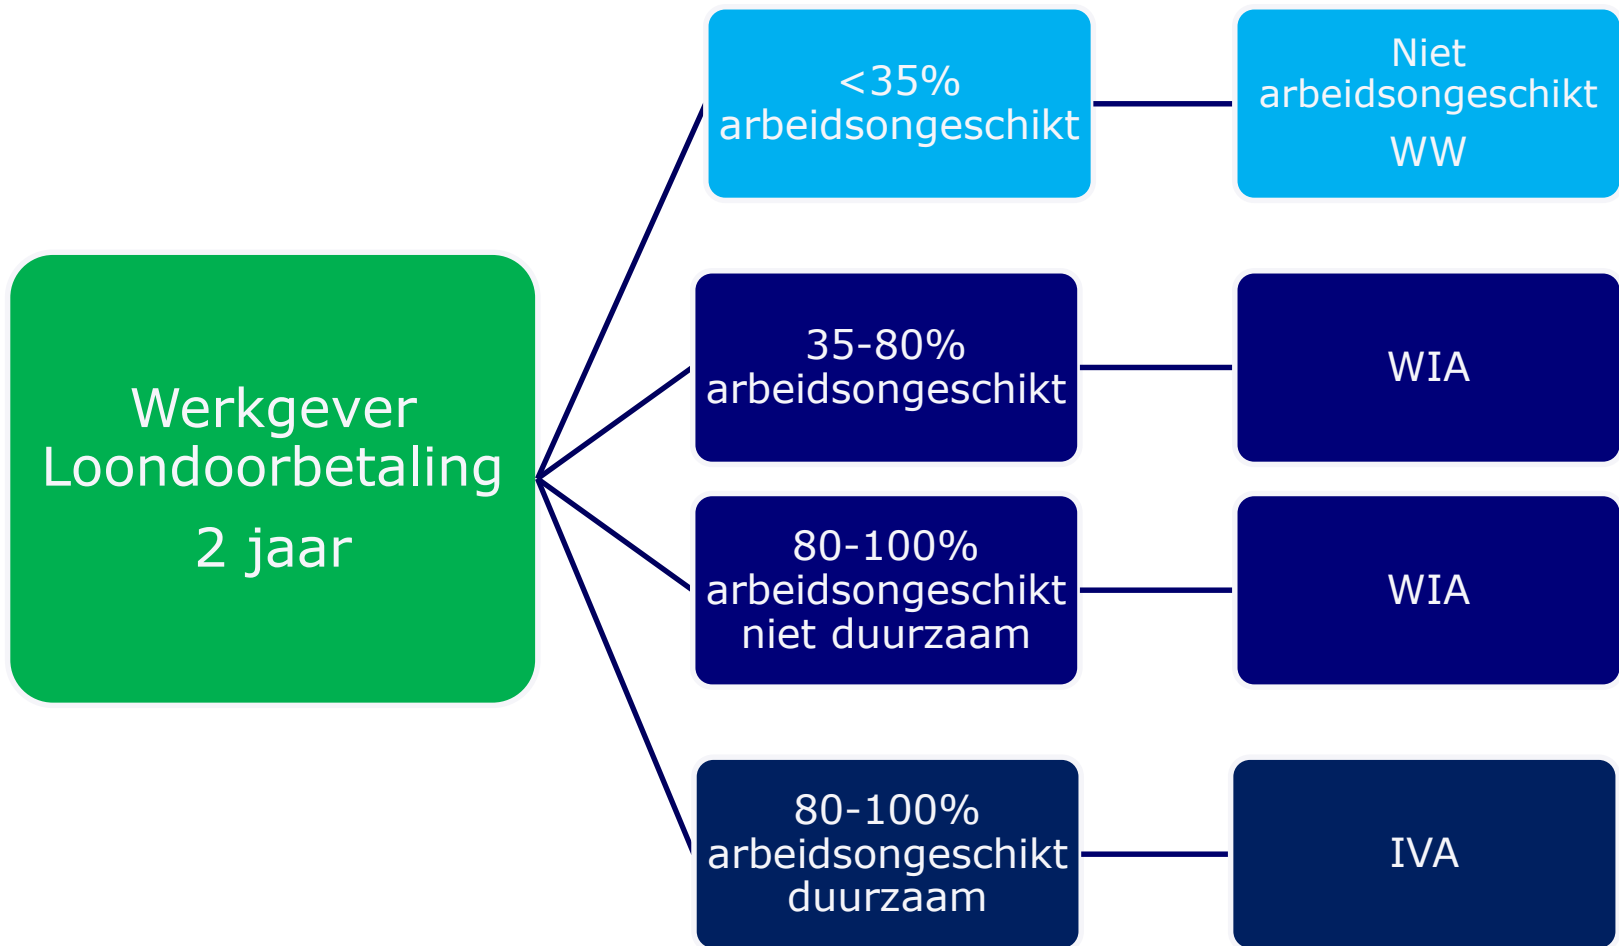 Werkgever
Loondoorbetaling
2 jaar
<35%
arbeidsongeschikt
Niet
arbeidsongeschikt
WW
35-80%
arbeidsongeschikt
WIA
80-100%
arbeidsongeschikt
niet duurzaam
WIA
80-100%
arbeidsongeschikt
duurzaam
IVA